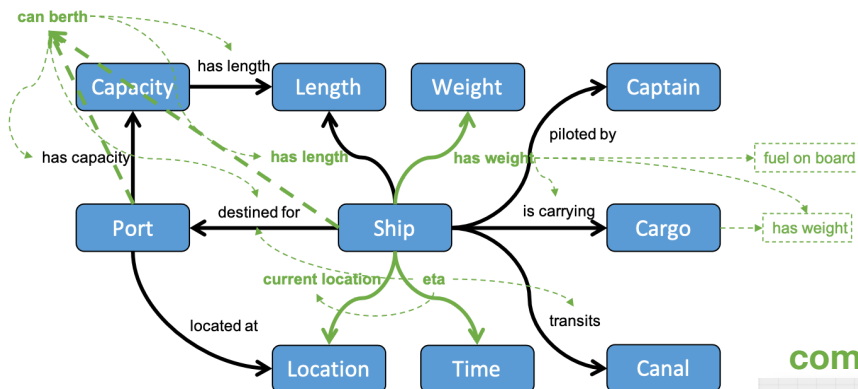 can berth
has length
Capacity
Length
Weight
Captain
piloted by
has capacity
has length
has weight
fuel on board
destined for
is carrying
Port
Ship
Cargo
has weight
current location
eta
located at
transits
Location
Time
Canal
com